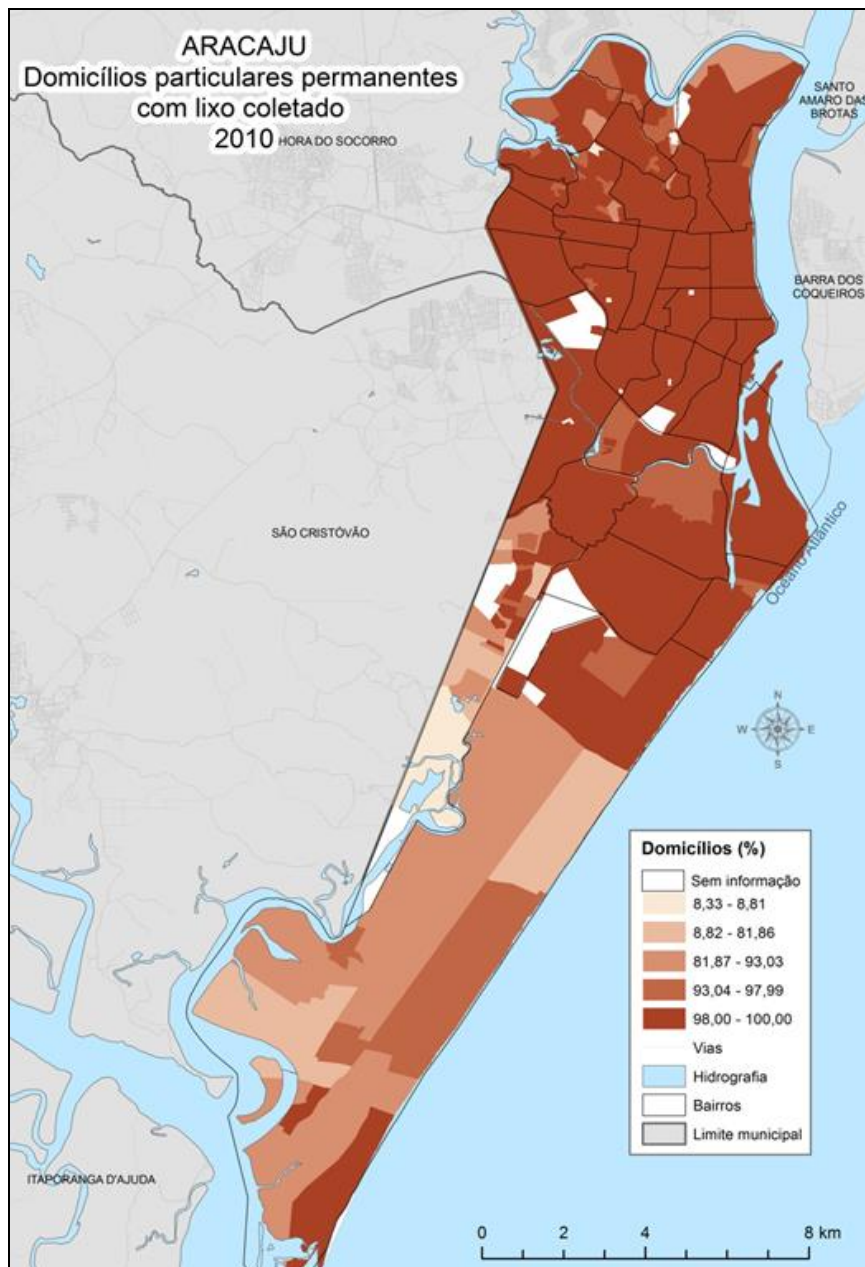 ARACAJU
Domicílios particulares permanentes
com lixo coletado
2010
HORA DO SOCORRO
SANTO
AMARO DAS
BROTAS
BARRA DOS
COQUEIROS
SÃO CRISTÓVÃO
Oceano Atlântico
N
W E
S
Domicílios (%)
Sem informação
8,33 - 8,81
8,82 - 81,86
81,87 - 93,03
93,04 - 97,99
98,00 - 100,00
Vias
Hidrografia
Bairros
Limite municipal
ITAPORANGA D'AJUDA
0 2 4 8 km